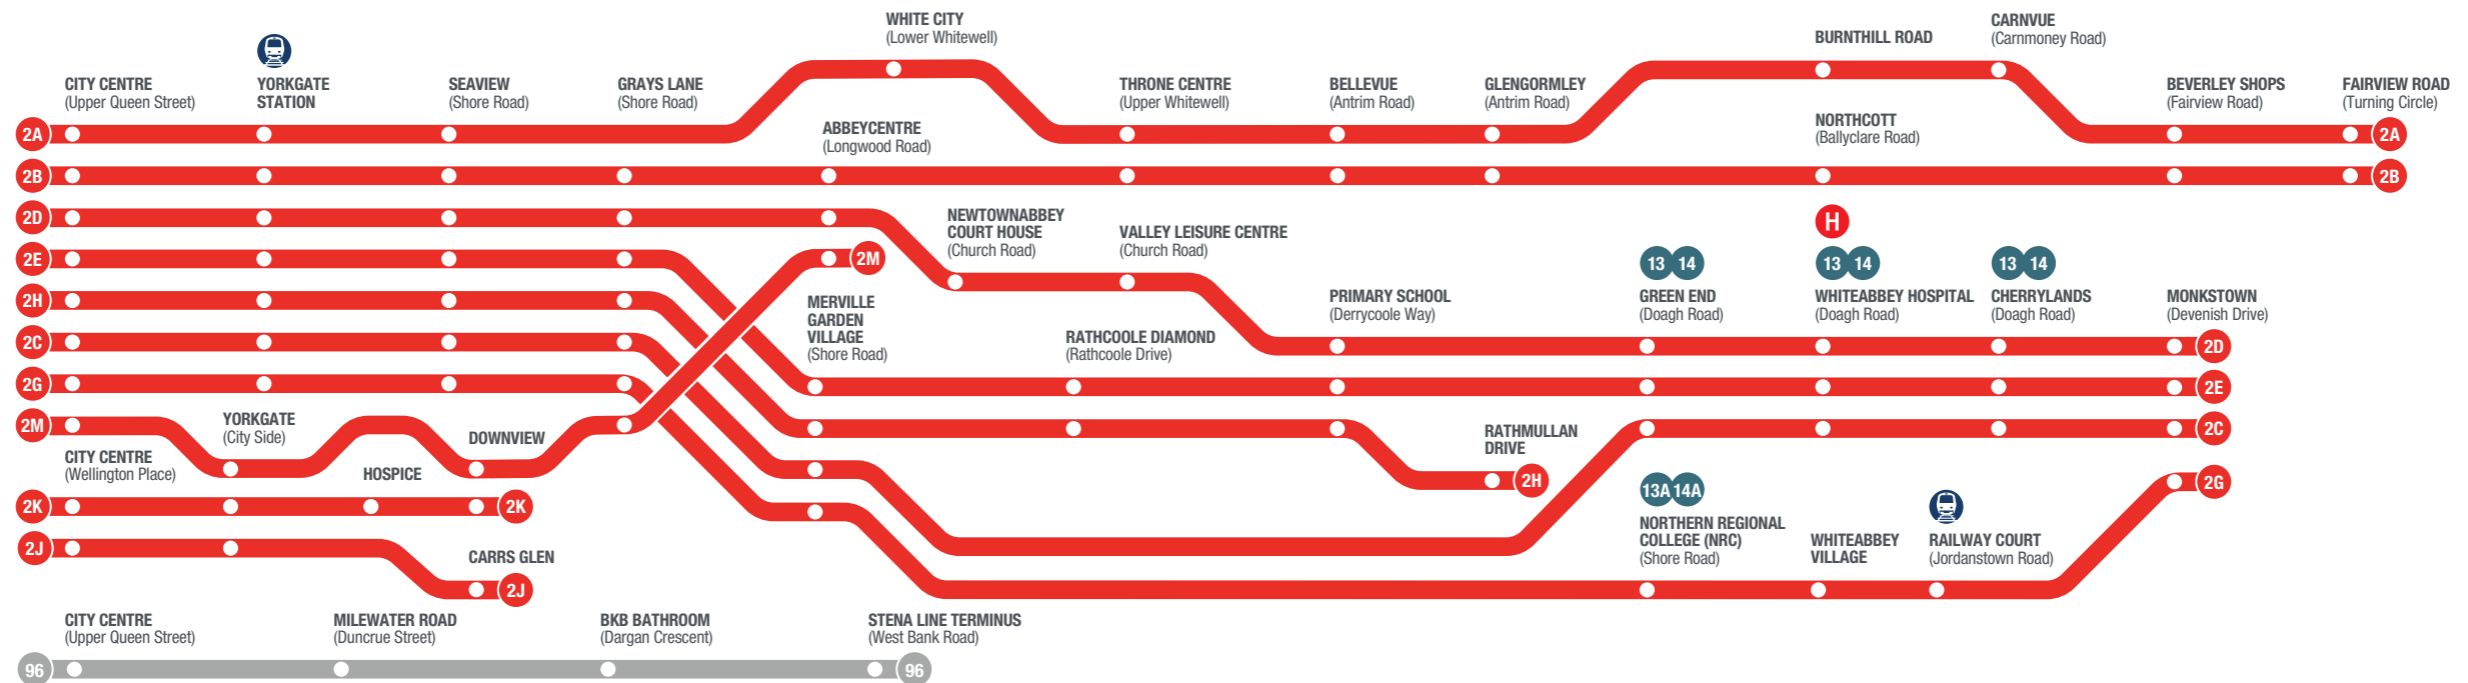 WHITE CITY
(Lower Whitewell)
BURNTHILL ROAD
CARNVUE
(Carnmoney Road)
CITY CENTRE
(Upper Queen Street)
YORKGATE
STATION
SEAVIEW
(Shore Road)
GRAYS LANE
(Shore Road)
THRONE CENTRE
(Upper Whitewell)
BELLEVUE
(Antrim Road)
GLENGORMLEY
(Antrim Road)
BEVERLEY SHOPS
(Fairview Road)
FAIRVIEW ROAD
(Turning Circle)
2A
2A
ABBEYCENTRE
(Longwood Road)
NORTHCOTT
(Ballyclare Road)
2B
2B
2D
NEWTOWNABBEY
COURT HOUSE
(Church Road)
VALLEY LEISURE CENTRE
(Church Road)
H
2E
2M
13 14
13 14
13 14
2H
MERVILLE
GARDEN
VILLAGE
(Shore Road)
PRIMARY SCHOOL
(Derrycoole Way)
GREEN END
(Doagh Road)
WHITEABBEY HOSPITAL
(Doagh Road)
CHERRYLANDS
(Doagh Road)
MONKSTOWN
(Devenish Drive)
2C
RATHCOOLE DIAMOND
(Rathcoole Drive)
2D
2G
2E
2M
YORKGATE
(City Side)
DOWNVIEW
2C
CITY CENTRE
(Wellington Place)
HOSPICE
RATHMULLAN
DRIVE
2H
2G
13A 14A
2K
2K
NORTHERN REGIONAL
COLLEGE (NRC)
(Shore Road)
WHITEABBEY
VILLAGE
RAILWAY COURT
(Jordanstown Road)
2J
CARRS GLEN
2J
CITY CENTRE
(Upper Queen Street)
MILEWATER ROAD
(Duncrue Street)
BKB BATHROOM
(Dargan Crescent)
STENA LINE TERMINUS
(West Bank Road)
96
96